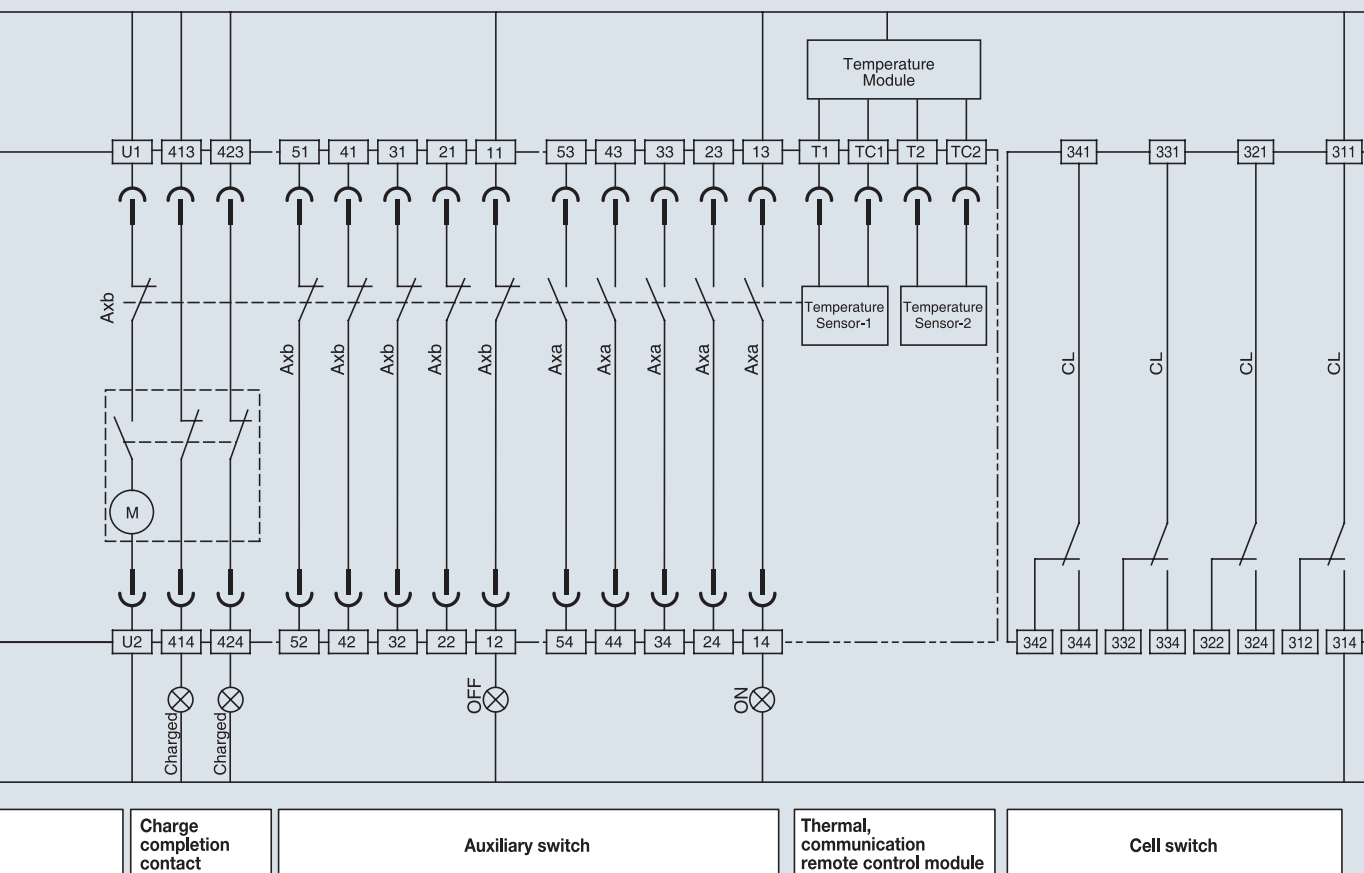 Temperature
Module
U1 413 423 51 41 31 21 11 53 43 33 23 13 T1 TC1 T2 TC2 341 331 321 311
Axb
Temperature
Sensor-1
Temperature
Sensor-2
Axb Axb Axb Axb Axb Axa Axa Axa Axa Axa CL CL CL CL
M
U2 414 424 52 42 32 22 12 54 44 34 24 14 342 344 332 334 322 324 312 314
Charged Charged OFF ON
Charge
completion
contact
Auxiliary switch
Thermal,
communication
remote control module
Cell switch